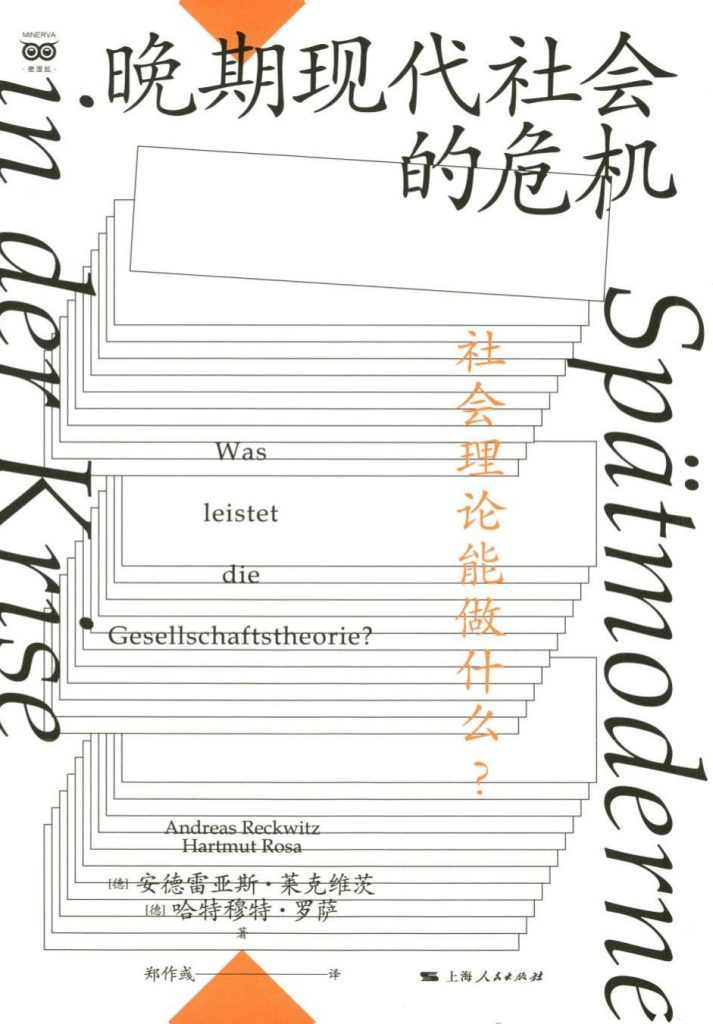 MINERVA
·密涅瓦·
·晚期现代社会
的危机
Spätmoderne
in der Krise
社会理论能做什么?
Was
leistet
die
Gesellschaftstheorie?
Andreas Reckwitz
Hartmut Rosa
[德] 安德雷亚斯·莱克维茨
[德] 哈特穆特·罗萨
著
郑作彧 译
上海人民出版社